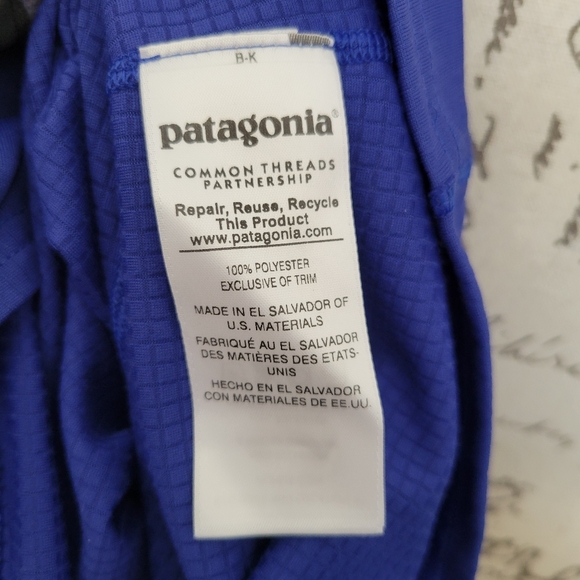 B-K
patagonia®
COMMON THREADS
PARTNERSHIP
Repair, Reuse, Recycle
This Product
www.patagonia.com
100% POLYESTER
EXCLUSIVE OF TRIM
MADE IN EL SALVADOR OF
U.S. MATERIALS
FABRIQUÉ AU EL SALVADOR
DES MATIÈRES DES ETATS-
UNIS
HECHO EN EL SALVADOR
CON MATERIALES DE EE.UU.